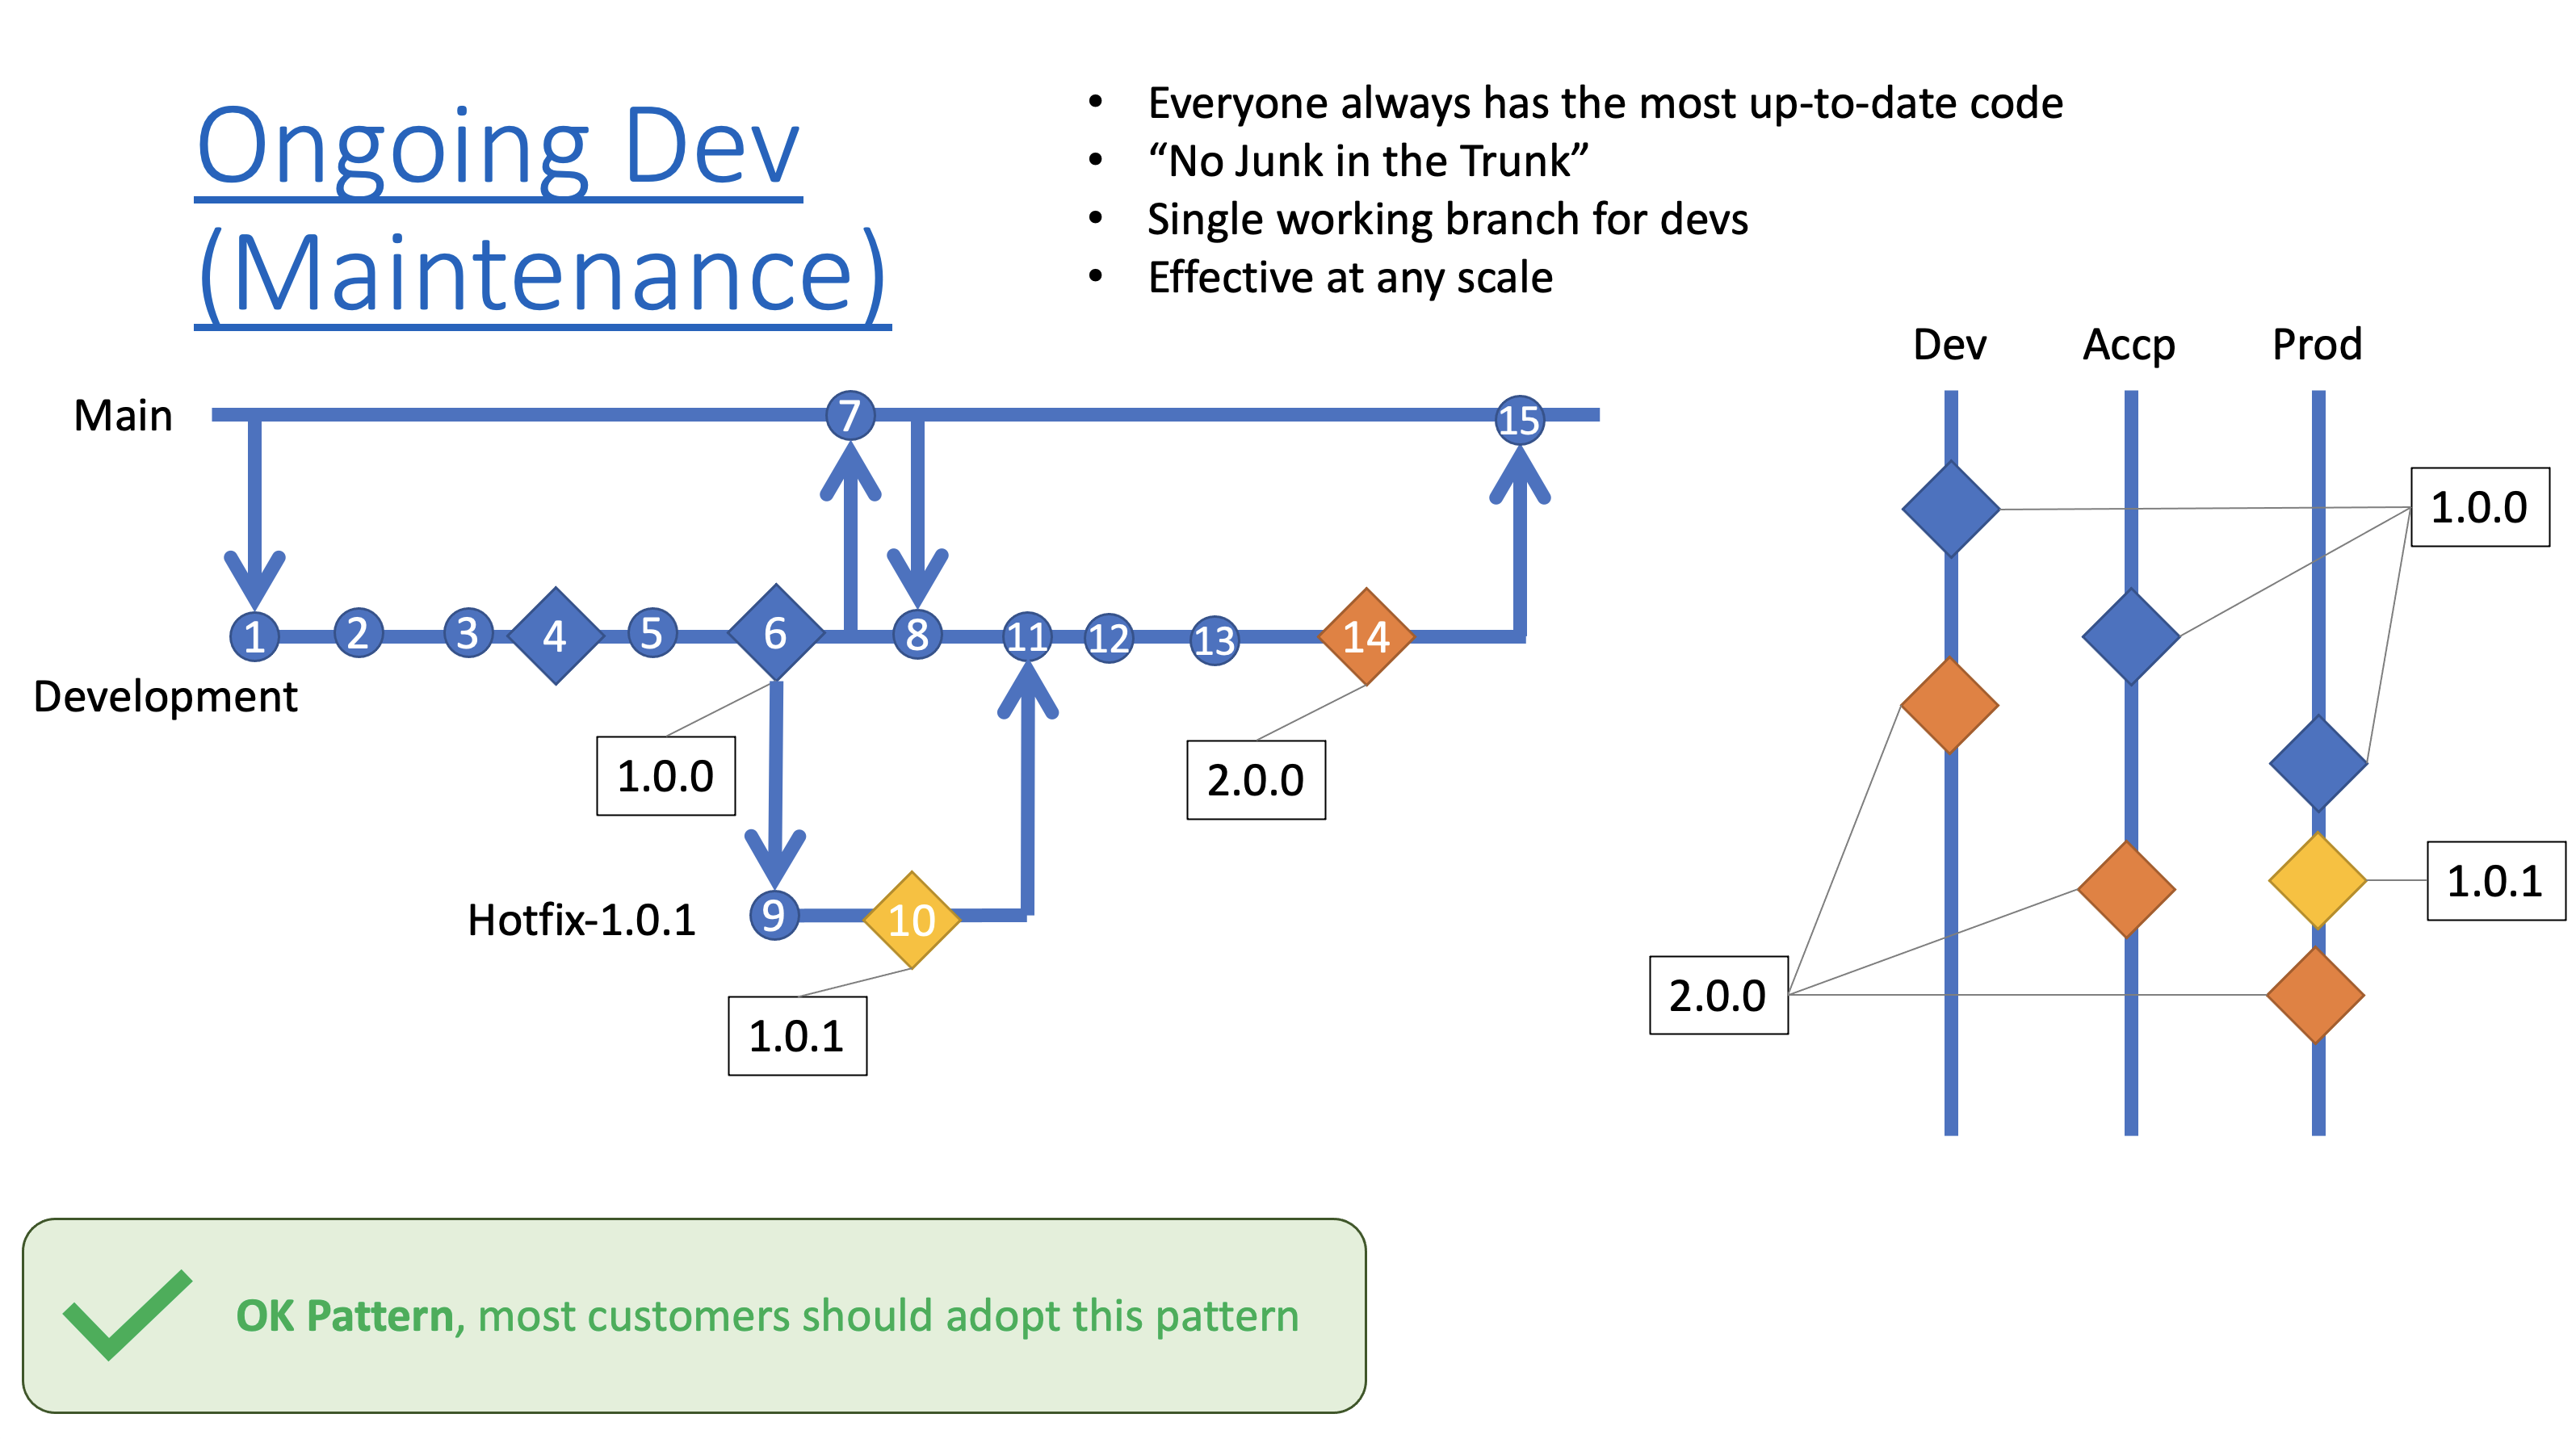 Ongoing Dev
(Maintenance)
• Everyone always has the most up-to-date code
• “No Junk in the Trunk”
• Single working branch for devs
• Effective at any scale
Dev Accp Prod
Main
7
15
1.0.0
1
2
3
4
5
6
8
11
12
13
14
Development
1.0.0
2.0.0
Hotfix-1.0.1
9
10
1.0.1
1.0.1
2.0.0
OK Pattern, most customers should adopt this pattern